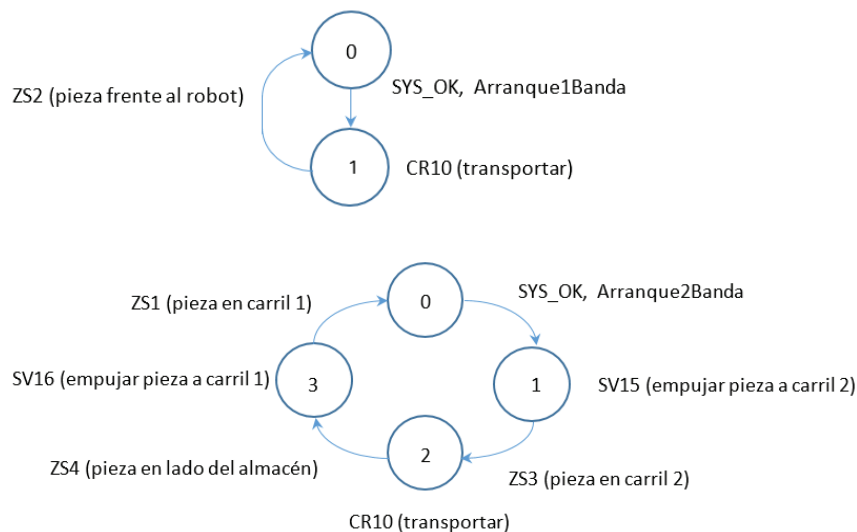 0
SYS_OK, Arranque1Banda
ZS2 (pieza frente al robot)
1
CR10 (transportar)
ZS1 (pieza en carril 1)
0
SYS_OK, Arranque2Banda
SV16 (empujar pieza a carril 1)
3
1
SV15 (empujar pieza a carril 2)
ZS4 (pieza en lado del almacén)
2
ZS3 (pieza en carril 2)
CR10 (transportar)